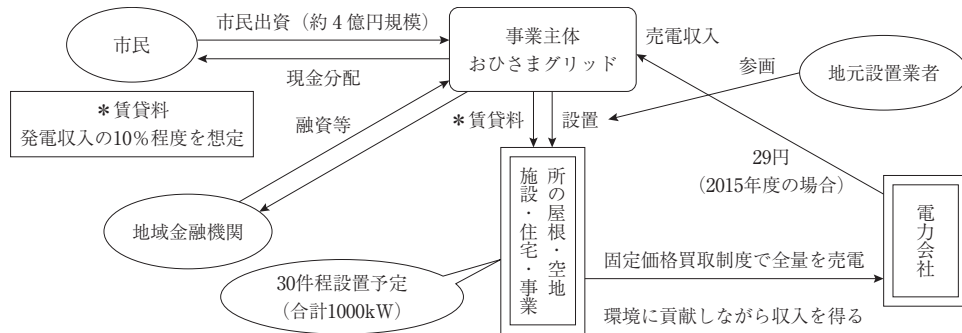 市民
市民出資（約４億円規模）
現金分配
事業主体
おひさまグリッド
売電収入
参画
地元設置業者
＊賃貸料
発電収入の10％程度を想定
融資等
＊賃貸料
設置
29円
（2015年度の場合）
地域金融機関
施設・住宅・事業
所の屋根・空地
電力会社
30件程設置予定
（合計1000kW）
固定価格買取制度で全量を売電
環境に貢献しながら収入を得る